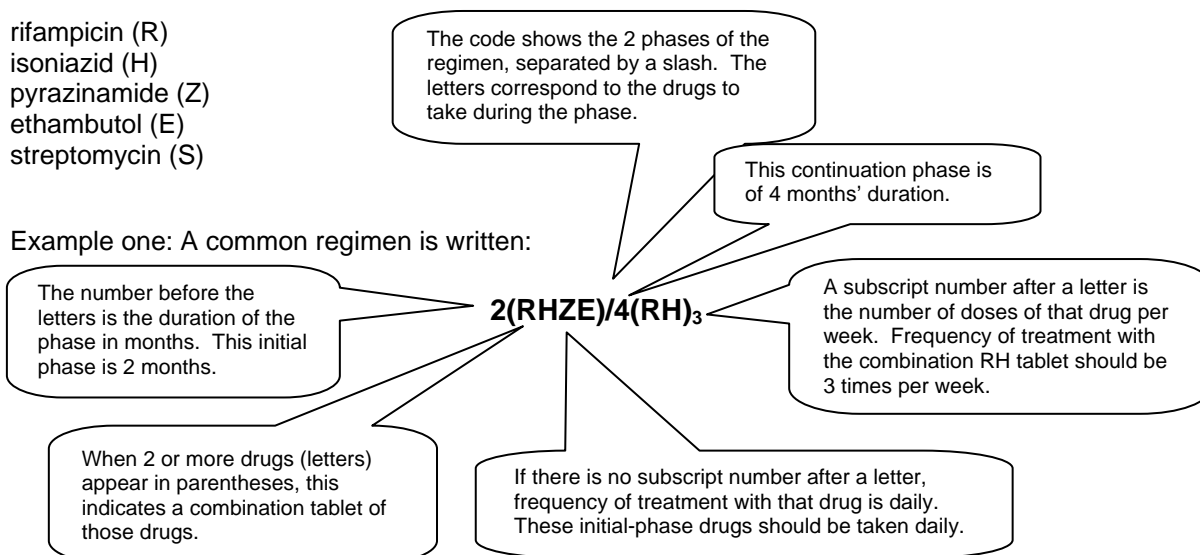 rifampicin (R)
isoniazid (H)
pyrazinamide (Z)
ethambutol (E)
streptomycin (S)
The code shows the 2 phases of the
regimen, separated by a slash. The
letters correspond to the drugs to
take during the phase.
This continuation phase is
of 4 months’ duration.
Example one: A common regimen is written:
The number before the
letters is the duration of the
phase in months. This initial
phase is 2 months.
2(RHZE)/4(RH)₃
A subscript number after a letter is
the number of doses of that drug per
week. Frequency of treatment with
the combination RH tablet should be
3 times per week.
When 2 or more drugs (letters)
appear in parentheses, this
indicates a combination tablet of
those drugs.
If there is no subscript number after a letter,
frequency of treatment with that drug is daily.
These initial-phase drugs should be taken daily.